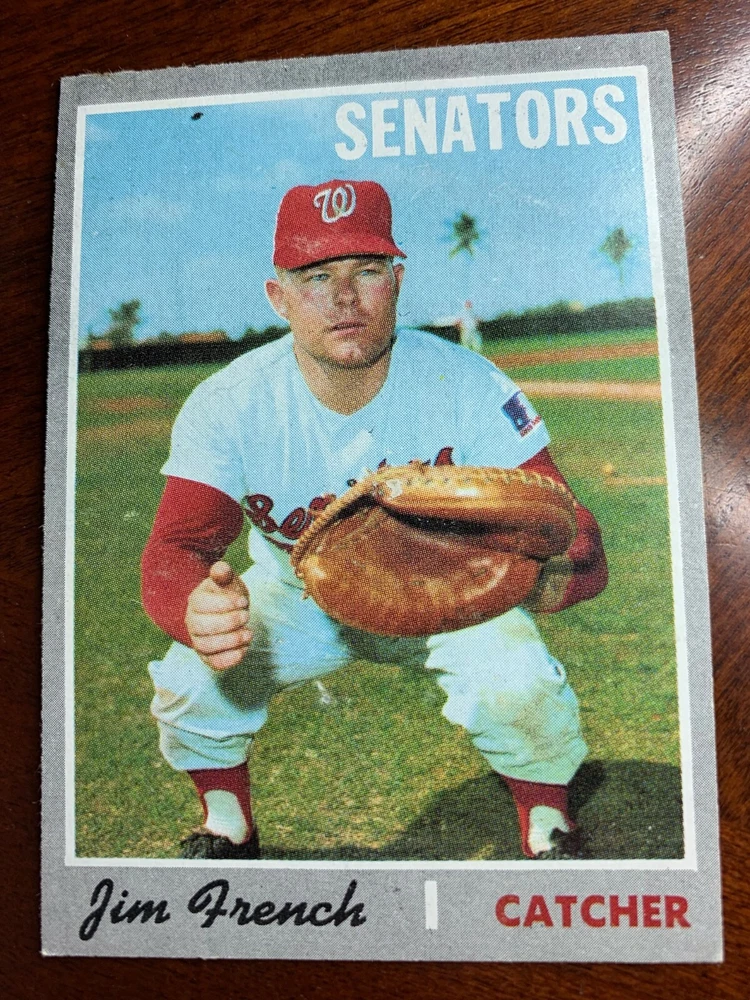 SENATORS
W
Jim French
CATCHER